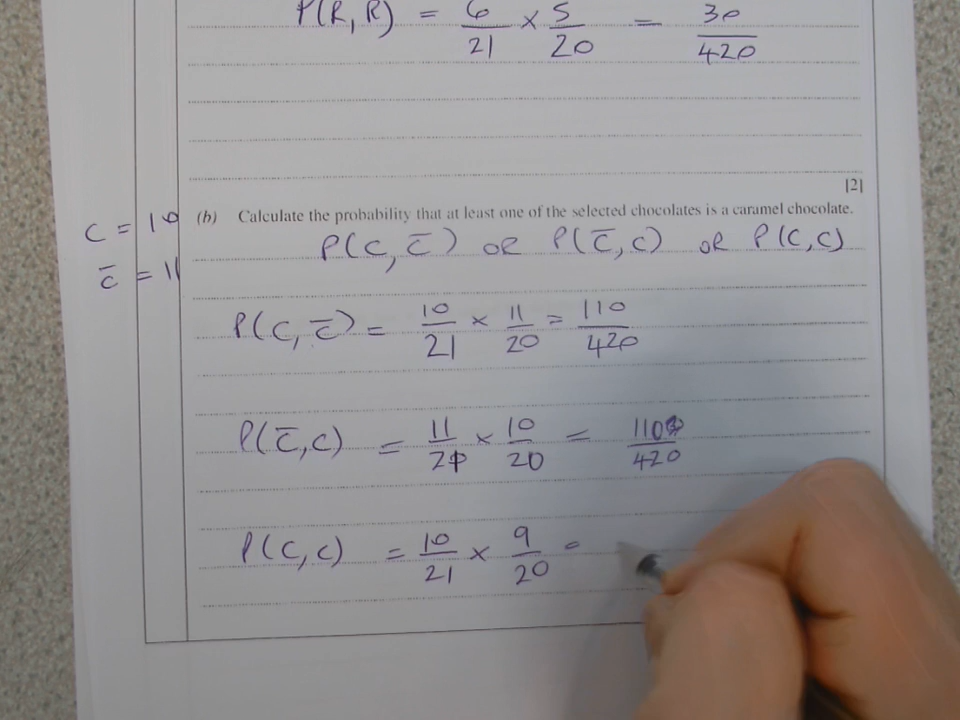 P(R, R) = 6/21 × 5/20 = 30/420
[2]
(b) Calculate the probability that at least one of the selected chocolates is a caramel chocolate.
C = 10
P(C, C̄) OR P(C̄, C) OR P(C, C)
C̄ = 11
P(C, C̄) = 10/21 × 11/20 = 110/420
P(C̄, C) = 11/21 × 10/20 = 110/420
P(C, C) = 10/21 × 9/20 =